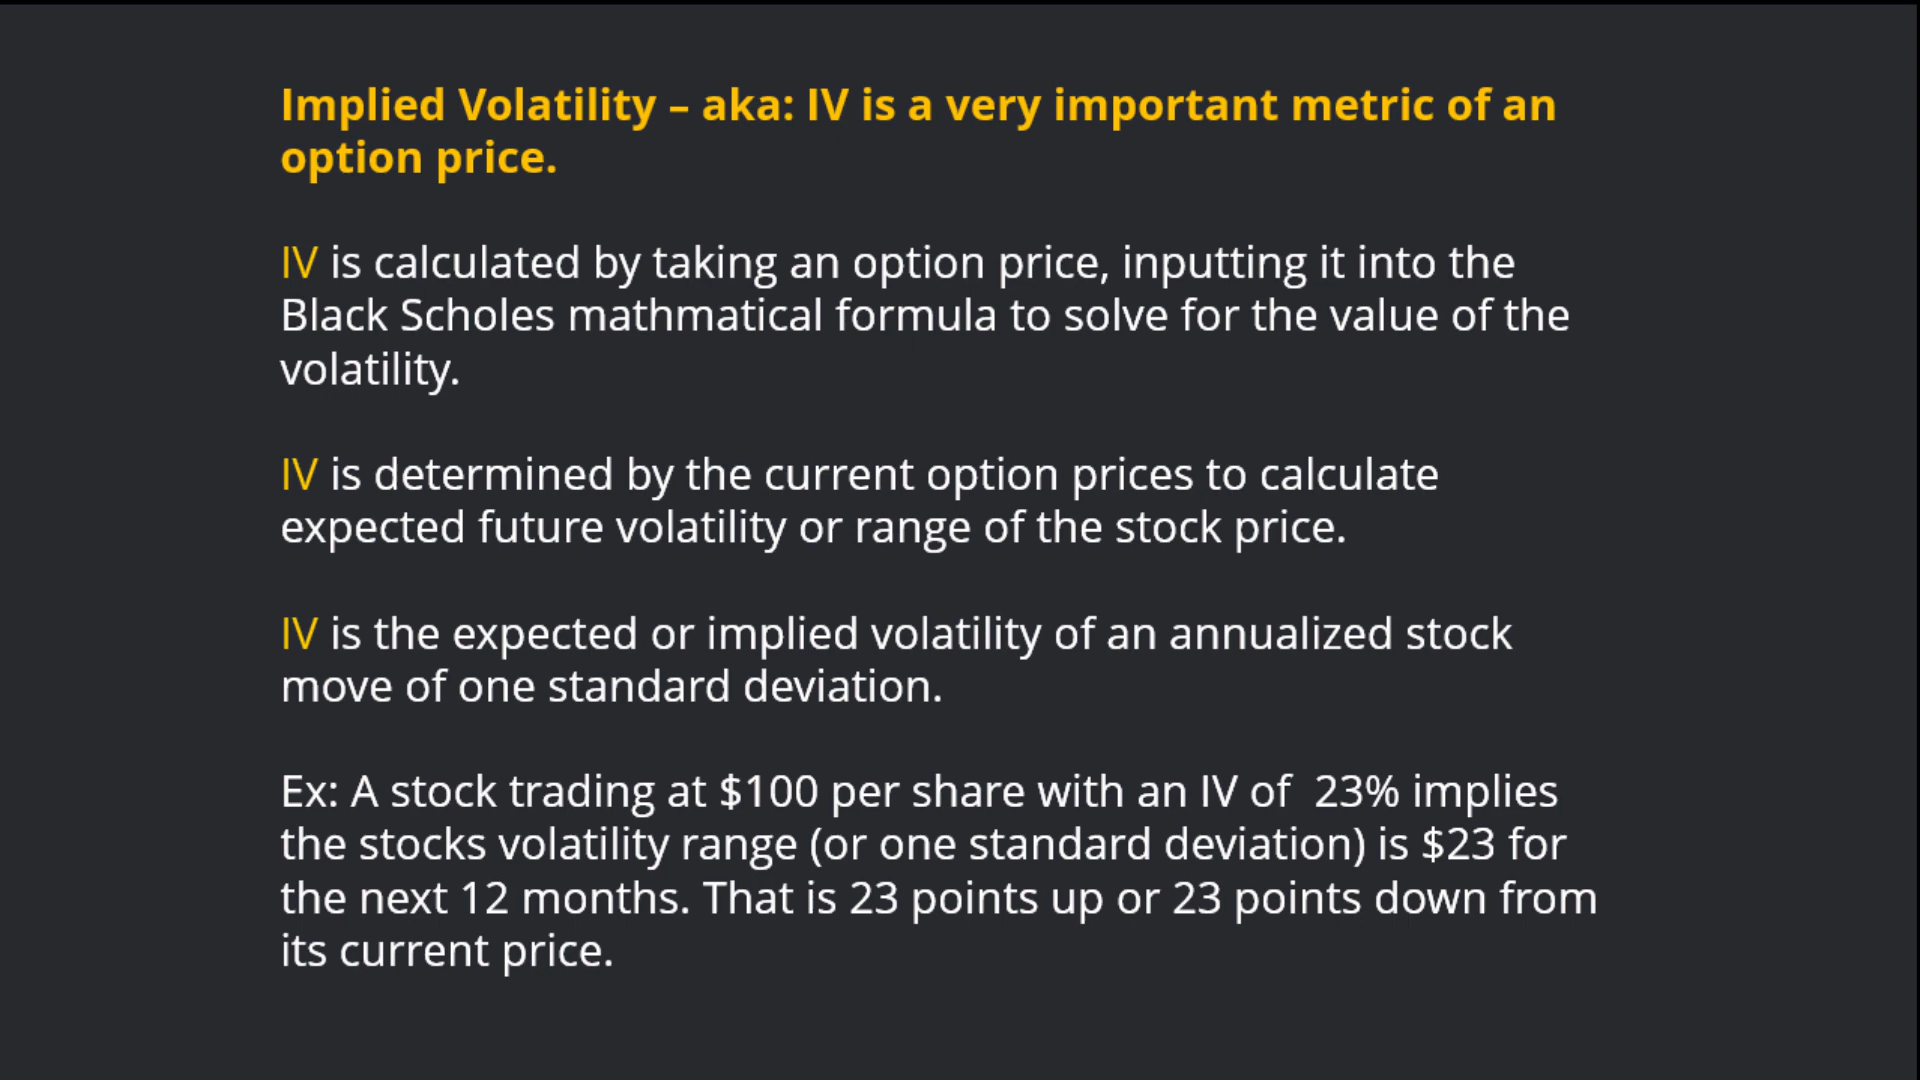 Implied Volatility – aka: IV is a very important metric of an
option price.
IV is calculated by taking an option price, inputting it into the
Black Scholes mathmatical formula to solve for the value of the
volatility.
IV is determined by the current option prices to calculate
expected future volatility or range of the stock price.
IV is the expected or implied volatility of an annualized stock
move of one standard deviation.
Ex: A stock trading at $100 per share with an IV of  23% implies
the stocks volatility range (or one standard deviation) is $23 for
the next 12 months. That is 23 points up or 23 points down from
its current price.